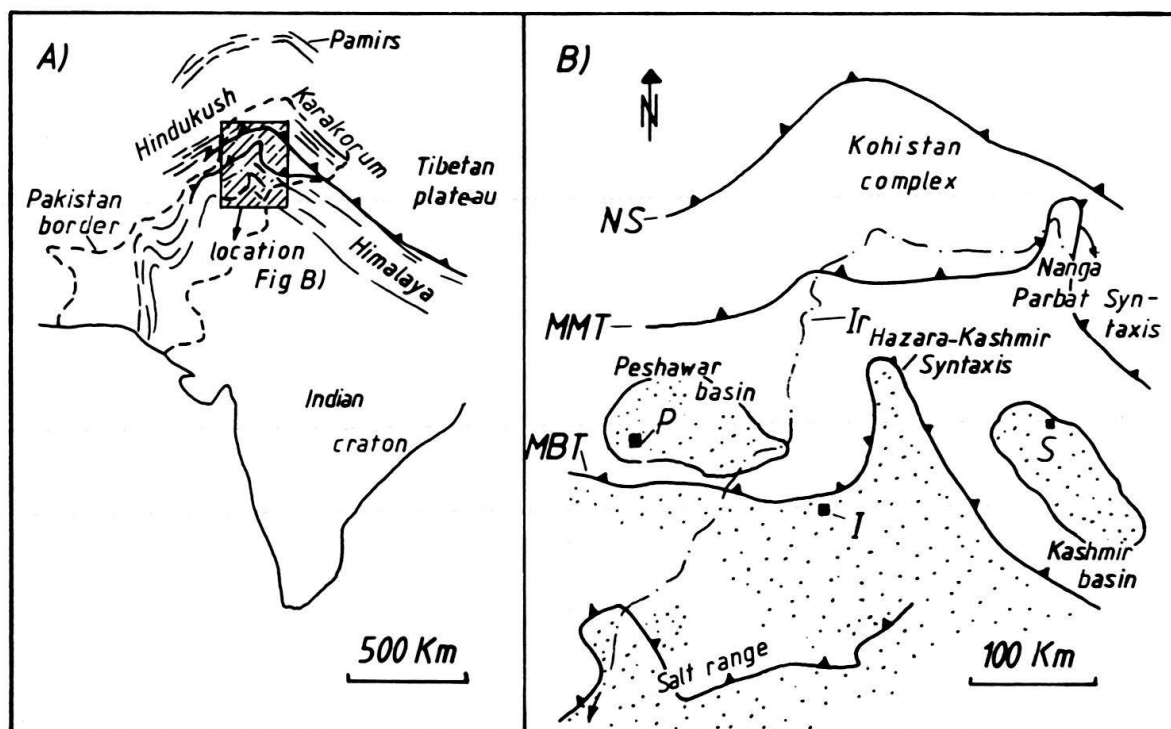 A)
Pamirs
Hindukush
Karakorum
Tibetan
plateau
Pakistan
border
location
Fig B)
Himalaya
Indian
craton
500 Km
B)
N
Kohistan
complex
NS
Nanga
Parbat Syn-
taxis
MMT
Ir
Hazara-Kashmir
Syntaxis
Peshawar
basin
P
MBT
S
I
Kashmir
basin
Salt range
100 Km